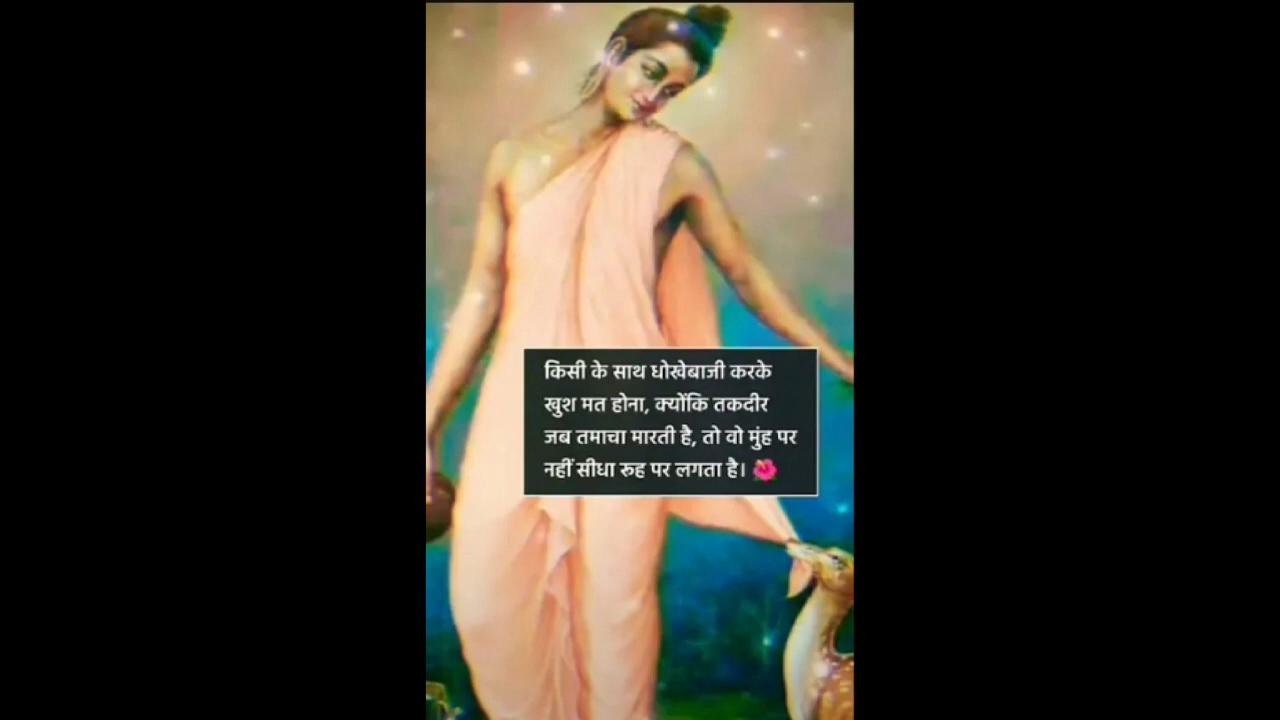 किसी के साथ धोखेबाजी करके
खुश मत होना, क्योंकि तकदीर
जब तमाचा मारती है, तो वो मुंह पर
नहीं सीधा रूह पर लगता है। 🌺